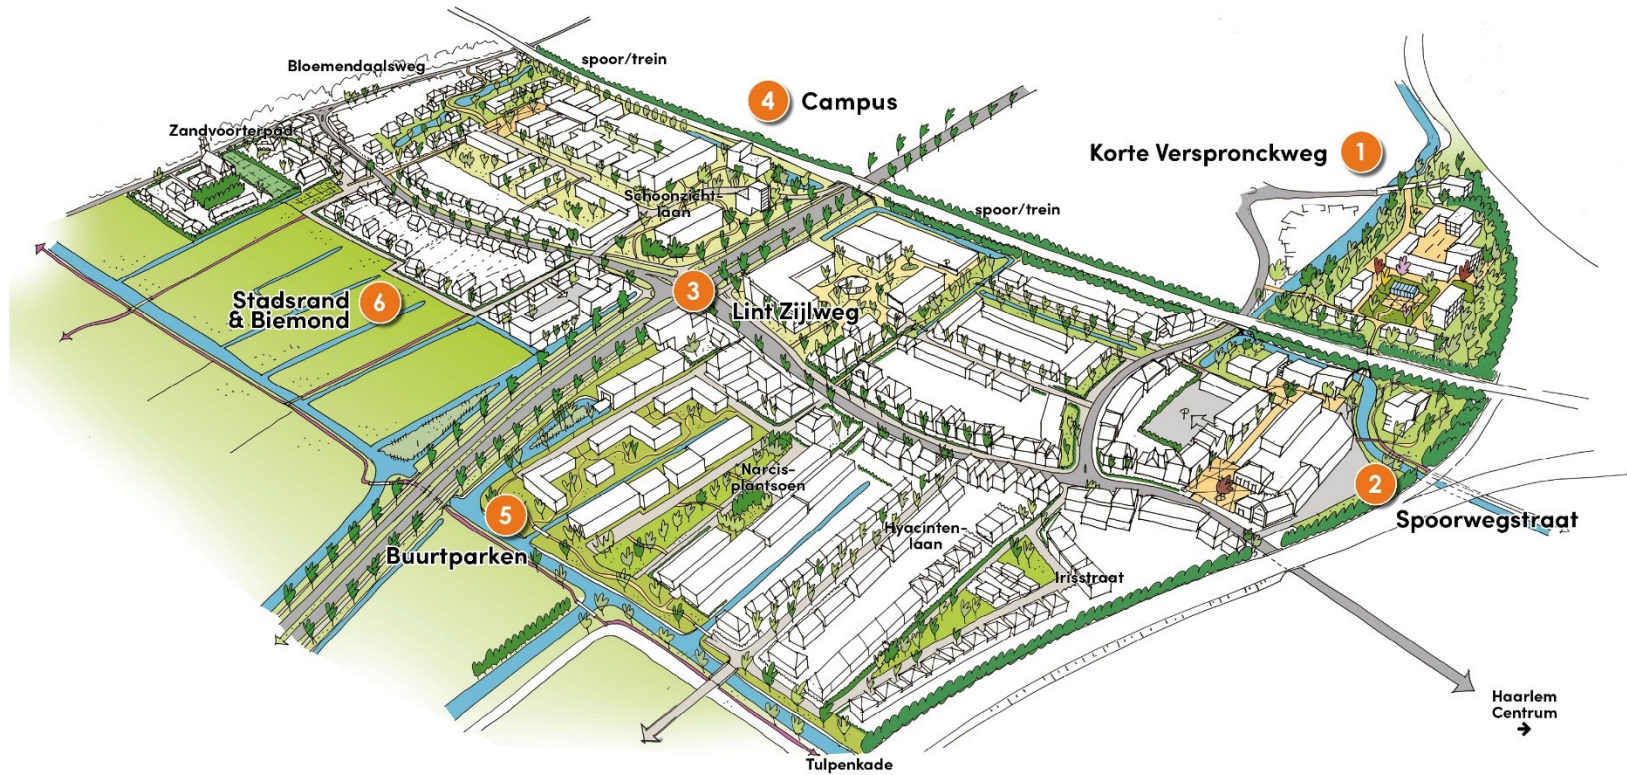 spoor/trein
Bloemendaalsweg
4 Campus
Zandvoorterpad
Korte Verspronckweg 1
Schoonzicht-
laan
spoor/trein
Stadsrand
& Biemond 6
3
Lint Zijlweg
P
Narcis-
plantsoen
P
2
Spoorwegstraat
5
Buurtparken
Hyacinten-
laan
Irisstraat
Haarlem
Centrum
→
Tulpenkade